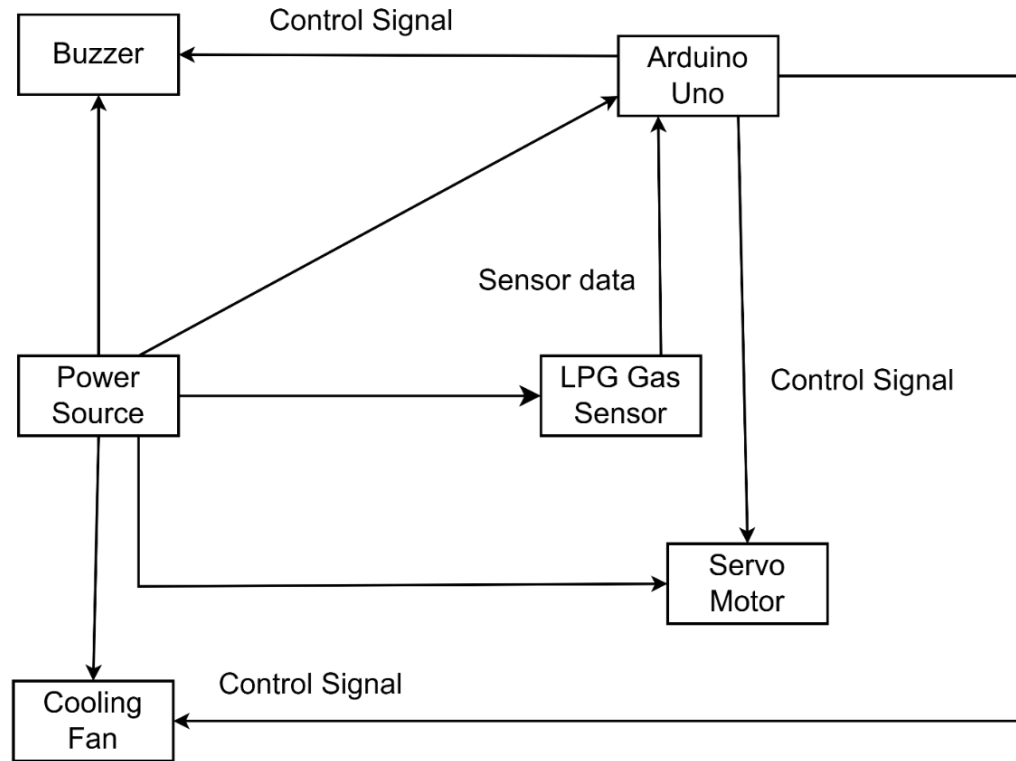 Control Signal
Buzzer
Arduino
Uno
Sensor data
Power
Source
LPG Gas
Sensor
Control Signal
Servo
Motor
Control Signal
Cooling
Fan